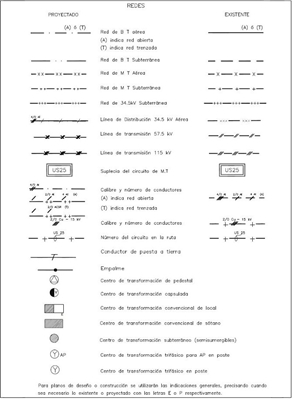 REDES
PROYECTADO
EXISTENTE
(A) ó (T)
(A) ó (T)
Red de B T aérea
(A) indica red abierta
(T) indica red trenzada
Red de B T Subterránea
Red de M T Aérea
Red de M T Subterránea
Red de 34.5kV Subterránea
Línea de Distribución 34.5 kV Aérea
Línea de transmisión 57.5 kV
Línea de transmisión 115 kV
US25
Suplencia del circuito de M.T
US25
Calibre y número de conductores
(A) indica red abierta
(T) indica red trenzada
Calibre y número de conductores
US 25
Número del circuito en la ruta
US 25
Conductor de puesta a tierra
Empalme
Centro de transformación de pedestal
Centro de transformación capsulada
Centro de transformación convencional de local
Centro de transformación convencional de sótano
Centro de transformación subterráneo (semisumergibles)
AP
Centro de transformación trifásico para AP en poste
Centro de transformación trifásico en poste
Para planos de deseño o construcción se utilizarán las indicaciones generales, precisando cuando
sea necesario lo existente o proyectado con las letras E o P respectivamente.